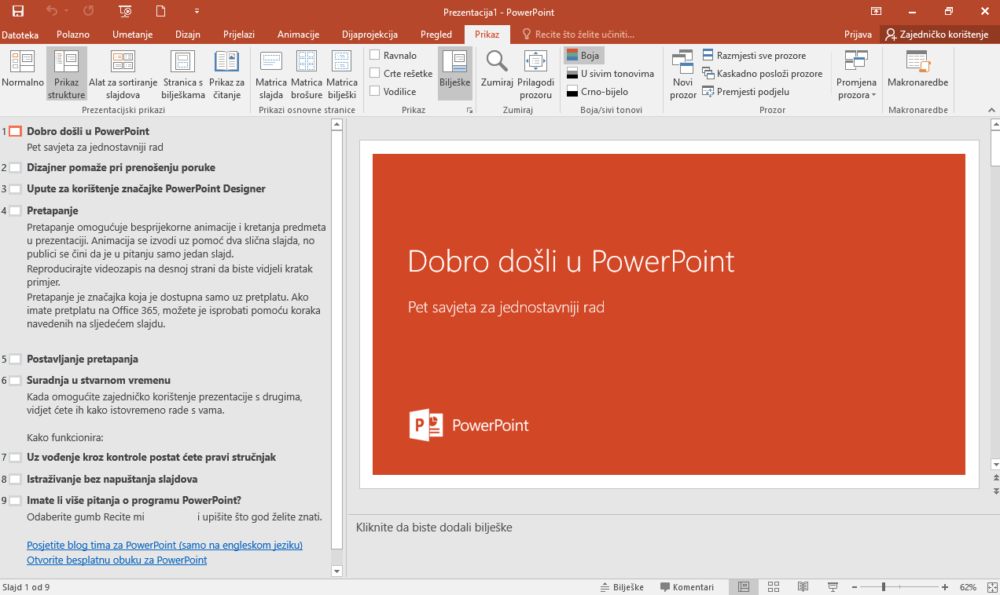 Prezentacija1 - PowerPoint
Datoteka Polazno Umetanje Dizajn Prijelazi Animacije Dijaprojekcija Pregled Prikaz Recite što želite učiniti... Prijava Zajedničko korištenje
Normalno
Prikaz strukture
Alat za sortiranje slajdova
Stranica s bilješkama
Prikaz za čitanje
Prezentacijski prikazi
Matrica slajda
Matrica brošure
Matrica bilješki
Prikazi osnovne stranice
Ravnalo
Crte rešetke
Vodilice
Bilješke
Prikaz
Zumiraj
Prilagodi prozoru
Zumiraj
Boja
U sivim tonovima
Crno-bijelo
Boja/sivi tonovi
Novi prozor
Razmjesti sve prozore
Kaskadno posloži prozore
Premjesti podjelu
Promjena prozora
Prozor
Makronaredbe
Makronaredbe
1 Dobro došli u PowerPoint
Pet savjeta za jednostavniji rad
2 Dizajner pomaže pri prenošenju poruke
3 Upute za korištenje značajke PowerPoint Designer
4 Pretapanje
Pretapanje omogućuje besprijekorne animacije i kretanja predmeta
u prezentaciji. Animacija se izvodi uz pomoć dva slična slajda, no
publici se čini da je u pitanju samo jedan slajd.
Reproducirajte videozapis na desnoj strani da biste vidjeli kratak
primjer.
Pretapanje je značajka koja je dostupna samo uz pretplatu. Ako
imate pretplatu na Office 365, možete je isprobati pomoću koraka
navedenih na sljedećem slajdu.
5 Postavljanje pretapanja
6 Suradnja u stvarnom vremenu
Kada omogućite zajedničko korištenje prezentacije s drugima,
vidjet ćete ih kako istovremeno rade s vama.
Kako funkcionira:
7 Uz vođenje kroz kontrole postat ćete pravi stručnjak
8 Istraživanje bez napuštanja slajdova
9 Imate li više pitanja o programu PowerPoint?
Odaberite gumb Recite mi i upišite što god želite znati.
Posjetite blog tima za PowerPoint (samo na engleskom jeziku)
Otvorite besplatnu obuku za PowerPoint
Dobro došli u PowerPoint
Pet savjeta za jednostavniji rad
P PowerPoint
Kliknite da biste dodali bilješke
Slajd 1 od 9 Bilješke Komentari 62%